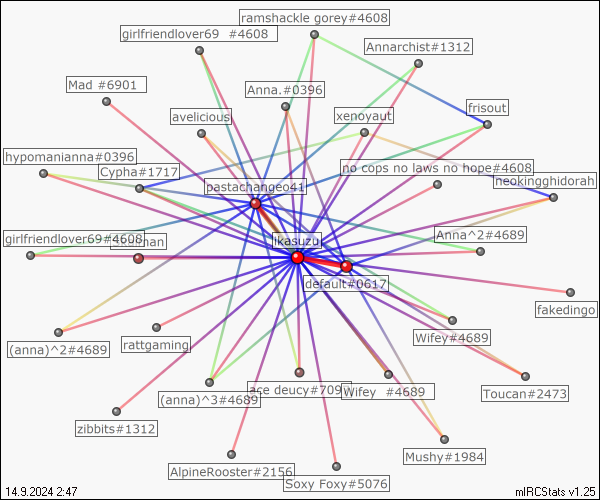 ramshackle gorey#4608
girlfriendlover69 #4608
Annarchist#1312
Mad #6901
Anna.#0396
frisout
avelicious
xenoyaut
hypomanianna#0396
Cypha#1717
no cops no laws no hope#4608
pastachangeo41
neokingghidorah
girlfriendlover69#4608
likasuzu
Anna^2#4689
default#0617
fakedingo
Wifey#4689
(anna)^2#4689
rattgaming
ace deucy#709
Wifey #4689
Toucan#2473
(anna)^3#4689
zibbits#1312
Mushy#1984
AlpineRooster#2156
Soxy Foxy#5076
14.9.2024 2:47
mIRCStats v1.25